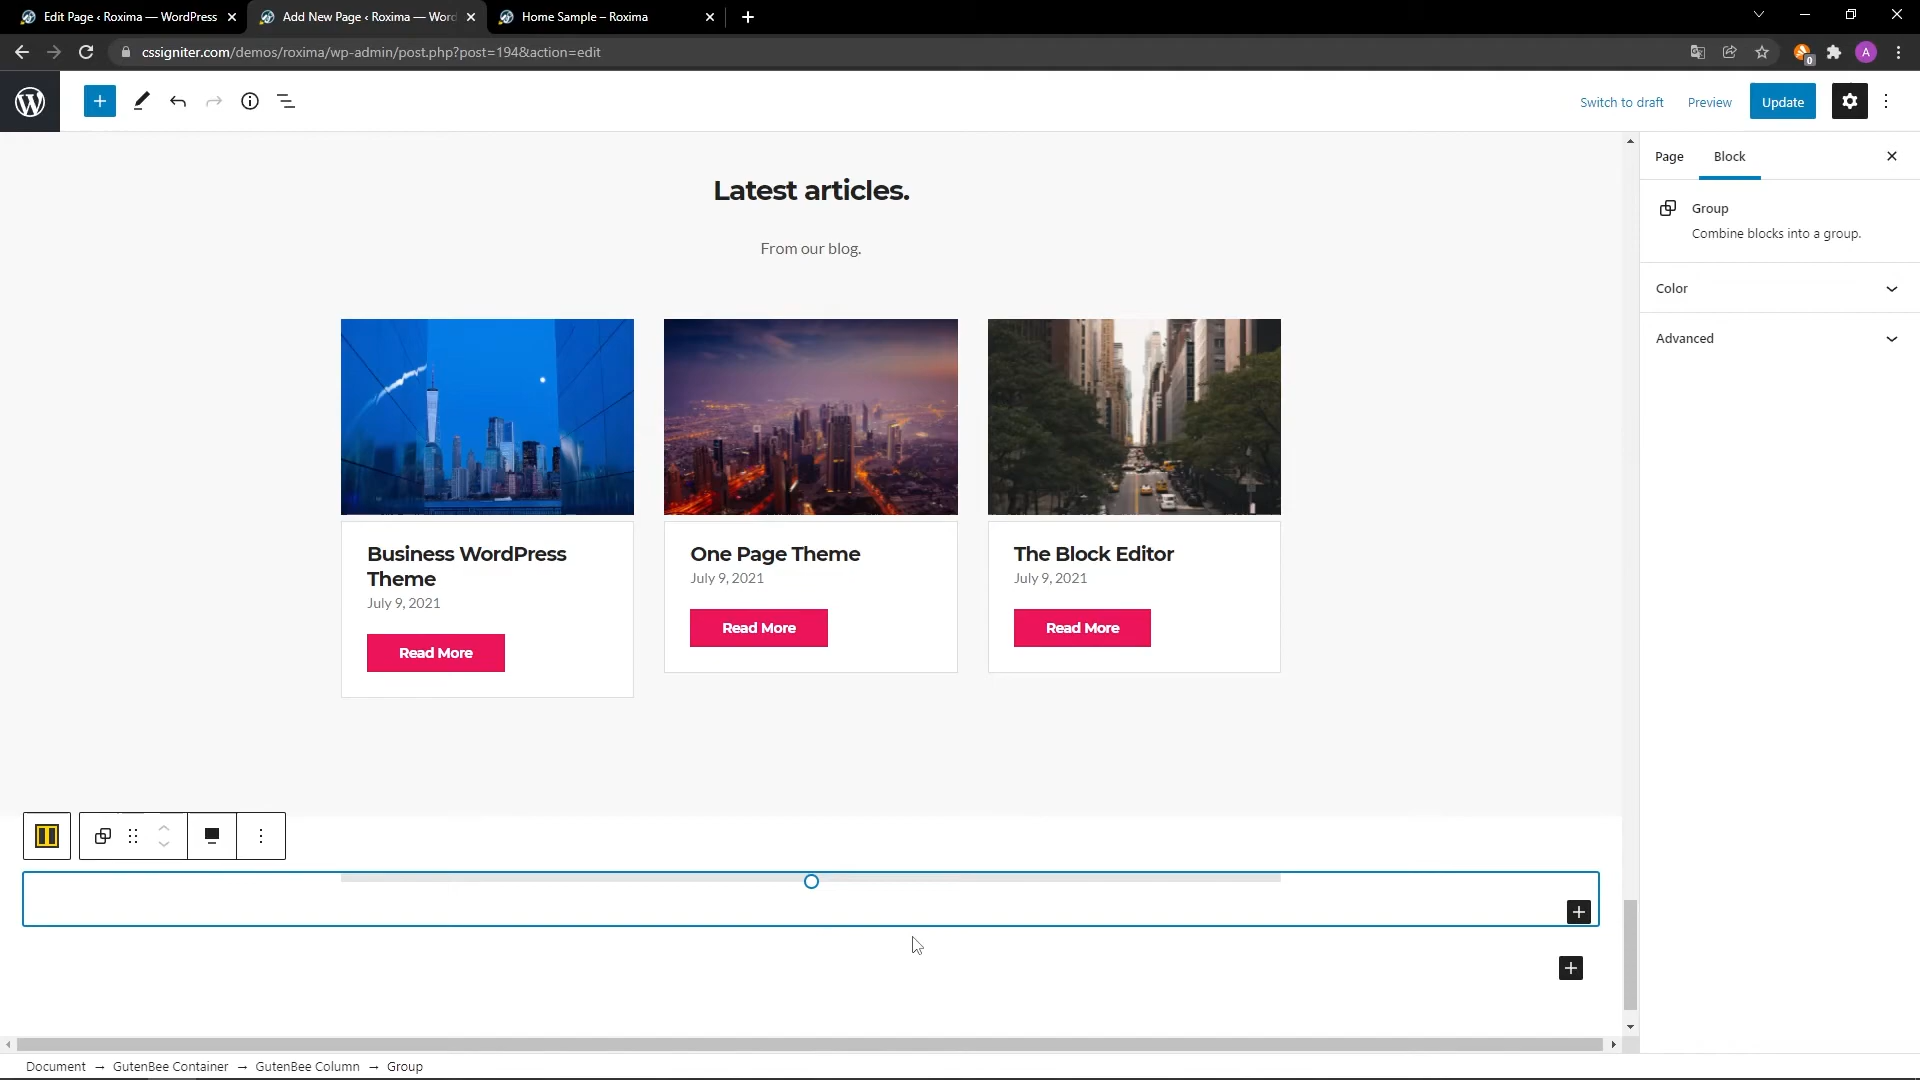 Edit Page ‹ Roxima — WordPress
Add New Page ‹ Roxima — Word
Home Sample – Roxima
cssigniter.com/demos/roxima/wp-admin/post.php?post=194&action=edit
0
A
Switch to draft
Preview
Update
Page
Block
Group
Combine blocks into a group.
Color
Advanced
Latest articles.
From our blog.
Business WordPress
Theme
July 9, 2021
Read More
One Page Theme
July 9, 2021
Read More
The Block Editor
July 9, 2021
Read More
Document → GutenBee Container → GutenBee Column → Group